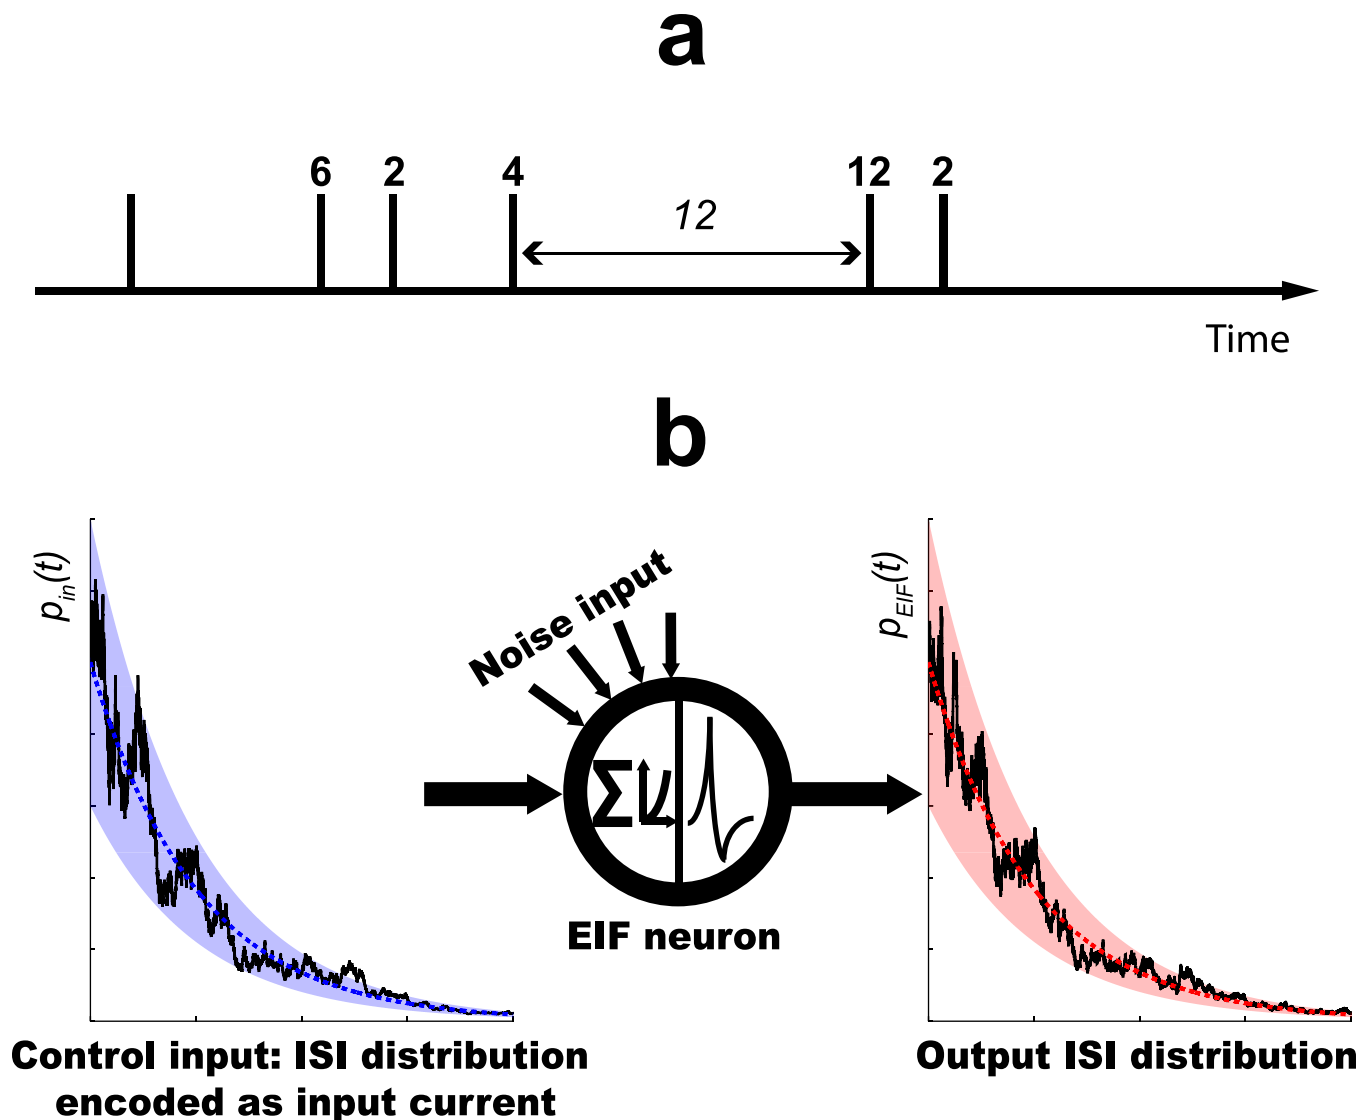 a
6 2 4 12 2
12
Time
b
p_in(t)
Noise input
p_EIF(t)
Σ
EIF neuron
Control input: ISI distribution
encoded as input current
Output ISI distribution